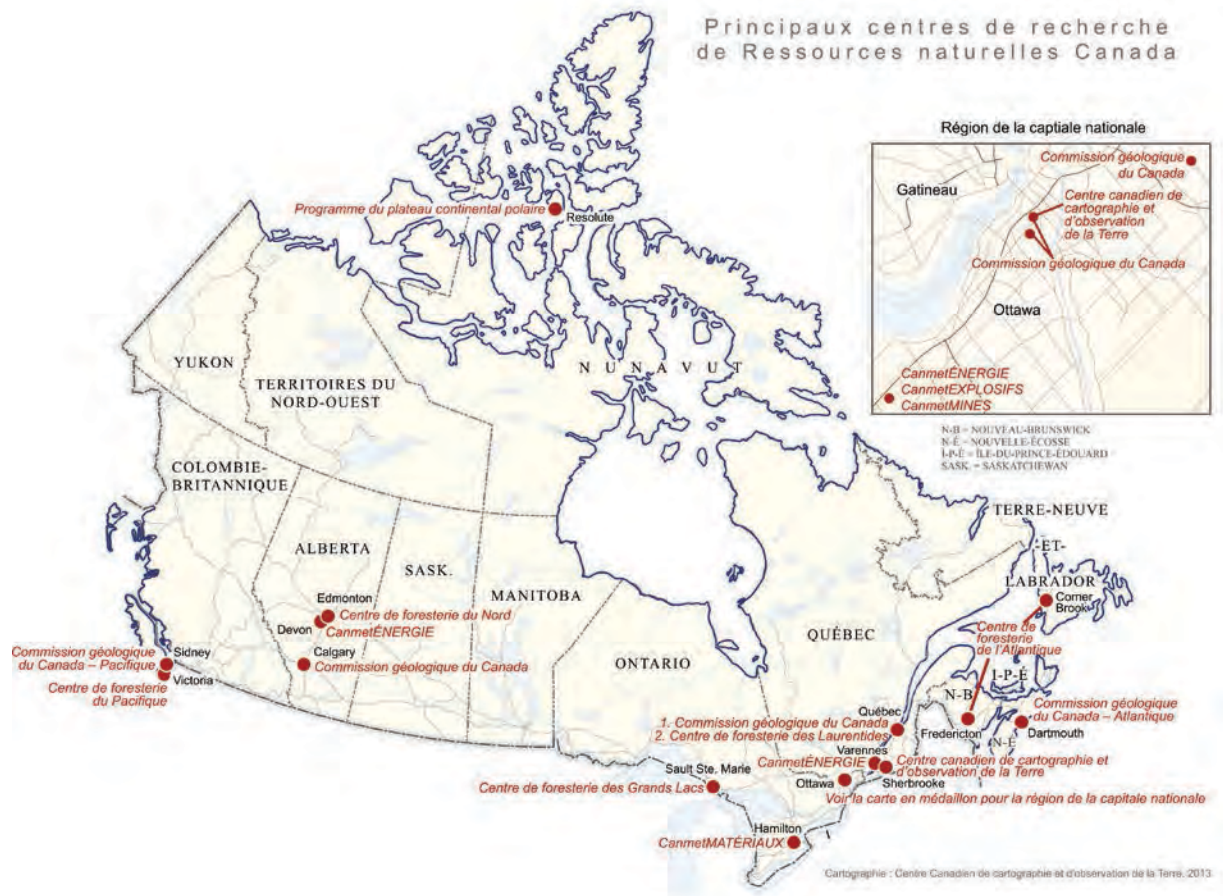 Principaux centres de recherche
de Ressources naturelles Canada
Région de la captiale nationale
Commission géologique
du Canada
Gatineau
Centre canadien de
cartographie et
d'observation
de la Terre
Commission géologique du Canada
Ottawa
CanmetÉNERGIE
CanmetEXPLOSIFS
CanmetMINES
N-B = NOUVEAU-BRUNSWICK
N-É = NOUVELLE-ÉCOSSE
I-P-É = ÎLE-DU-PRINCE-ÉDOUARD
SASK. = SASKATCHEWAN
Programme du plateau continental polaire
Resolute
YUKON
TERRITOIRES DU
NORD-OUEST
NUNAVUT
COLOMBIE-
BRITANNIQUE
ALBERTA
SASK.
MANITOBA
ONTARIO
QUÉBEC
TERRE-NEUVE
-ET-
LABRADOR
Corner
Brook
Edmonton
Centre de foresterie du Nord
Devon
CanmetÉNERGIE
Calgary
Commission géologique du Canada
Commission géologique
du Canada – Pacifique
Sidney
Victoria
Centre de foresterie
du Pacifique
Centre de
foresterie
de l'Atlantique
I-P-É
N-B
Fredericton
N-É
Commission géologique
du Canada – Atlantique
Dartmouth
Québec
1. Commission géologique du Canada
2. Centre de foresterie des Laurentides
Varennes
CanmetÉNERGIE
Centre canadien de cartographie et
d'observation de la Terre
Sherbrooke
Sault Ste. Marie
Centre de foresterie des Grands Lacs
Ottawa
Voir la carte en médaillon pour la région de la capitale nationale
Hamilton
CanmetMATÉRIAUX
Cartographie : Centre Canadien de cartographie et d'observation de la Terre, 2013